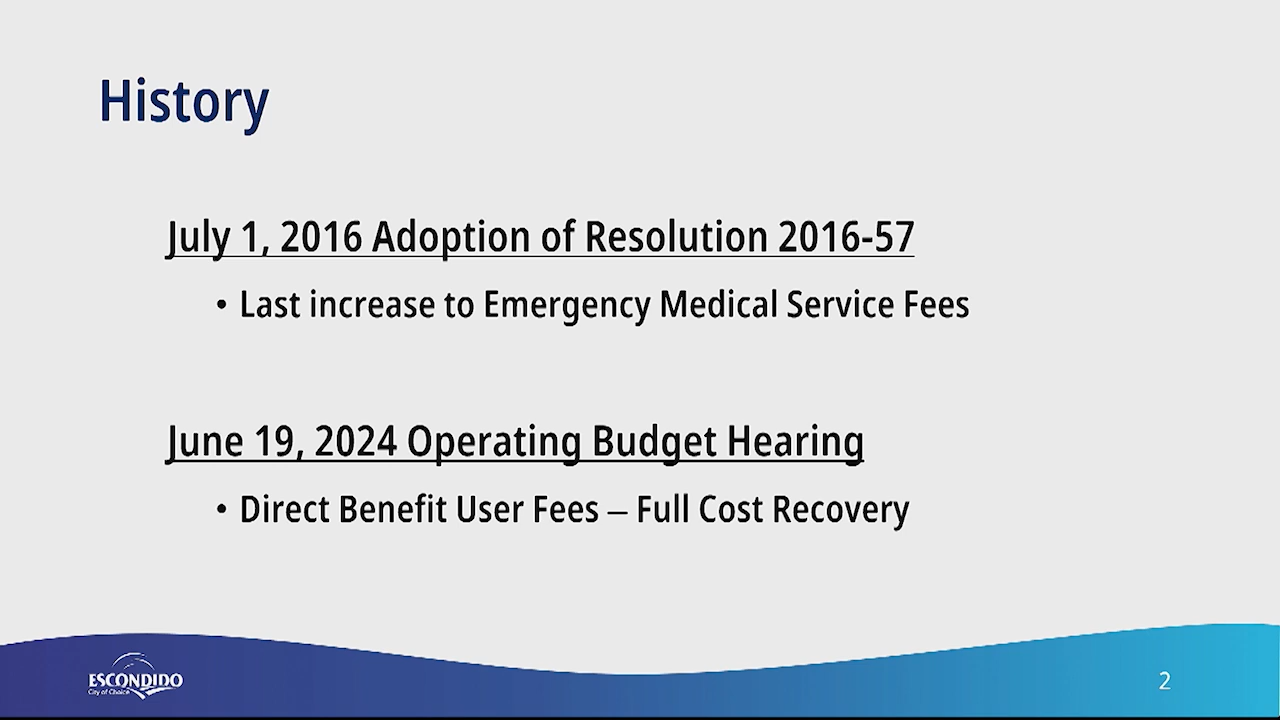 History
July 1, 2016 Adoption of Resolution 2016-57
• Last increase to Emergency Medical Service Fees
June 19, 2024 Operating Budget Hearing
• Direct Benefit User Fees – Full Cost Recovery
ESCONDIDO
City of Choice
2